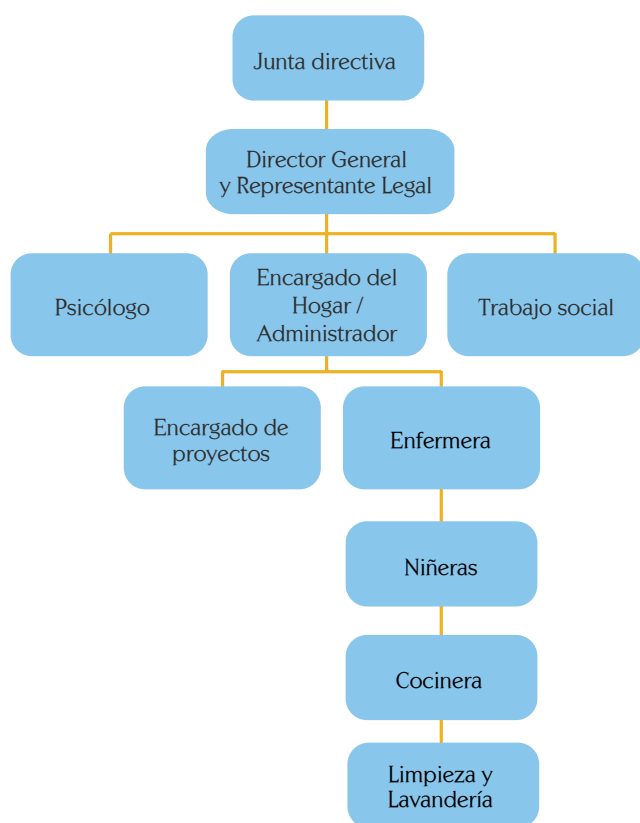 Junta directiva
Director General
y Representante Legal
Psicólogo
Encargado del
Hogar /
Administrador
Trabajo social
Encargado de
proyectos
Enfermera
Niñeras
Cocinera
Limpieza y
Lavandería